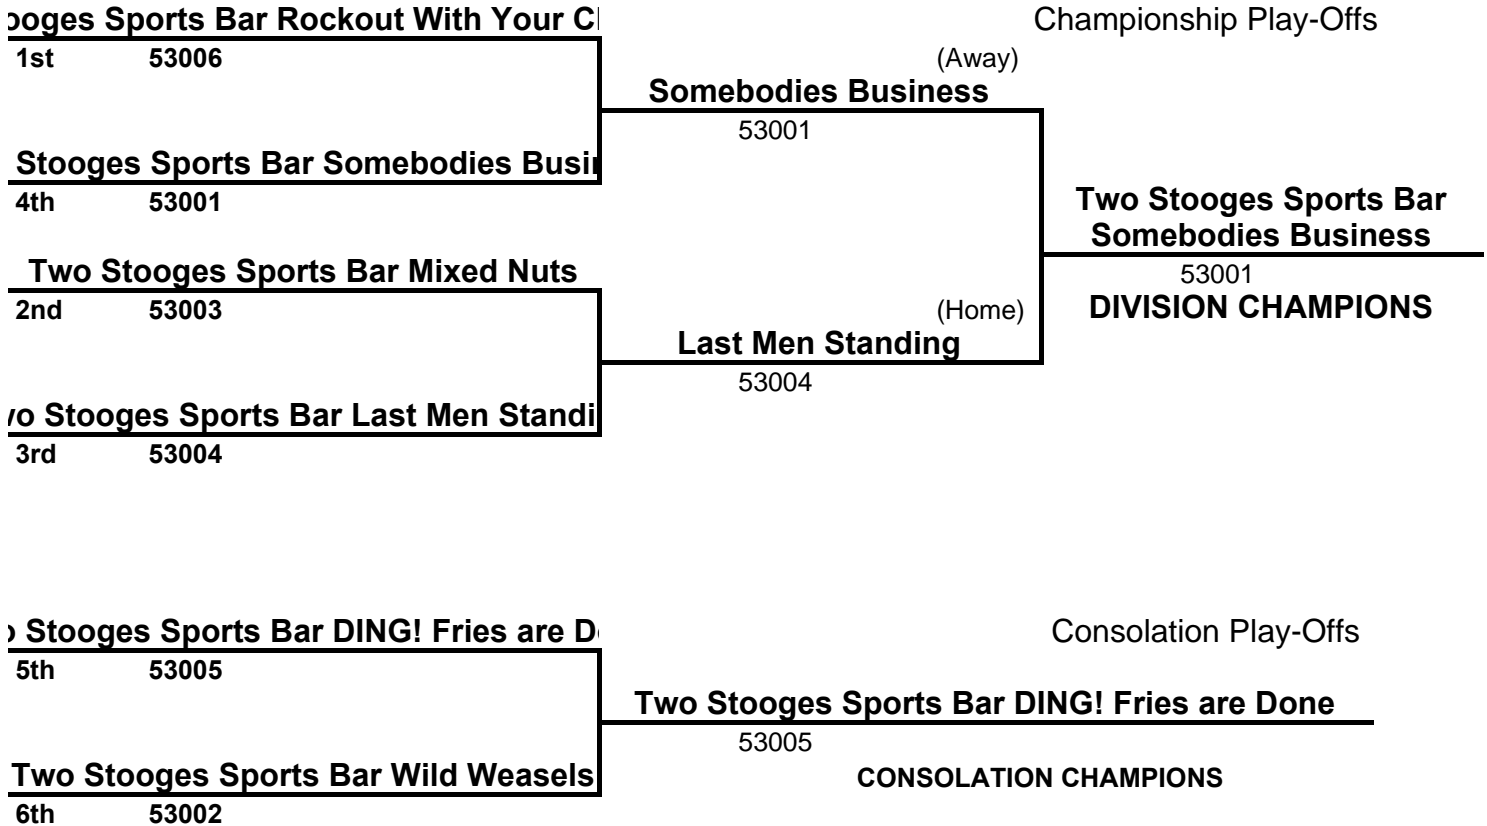 Stooges Sports Bar Rockout With Your
Championship Play-Offs
1st 53006
(Away)
Somebodies Business
53001
Stooges Sports Bar Somebodies
4th 53001
Two Stooges Sports Bar
Somebodies Business
53001
DIVISION CHAMPIONS
Two Stooges Sports Bar Mixed Nuts
2nd 53003
(Home)
Last Men Standing
53004
Stooges Sports Bar Last Men
3rd 53004
Stooges Sports Bar DING! Fries are
Consolation Play-Offs
5th 53005
Two Stooges Sports Bar DING! Fries are Done
53005
Two Stooges Sports Bar Wild Weasels
CONSOLATION CHAMPIONS
6th 53002